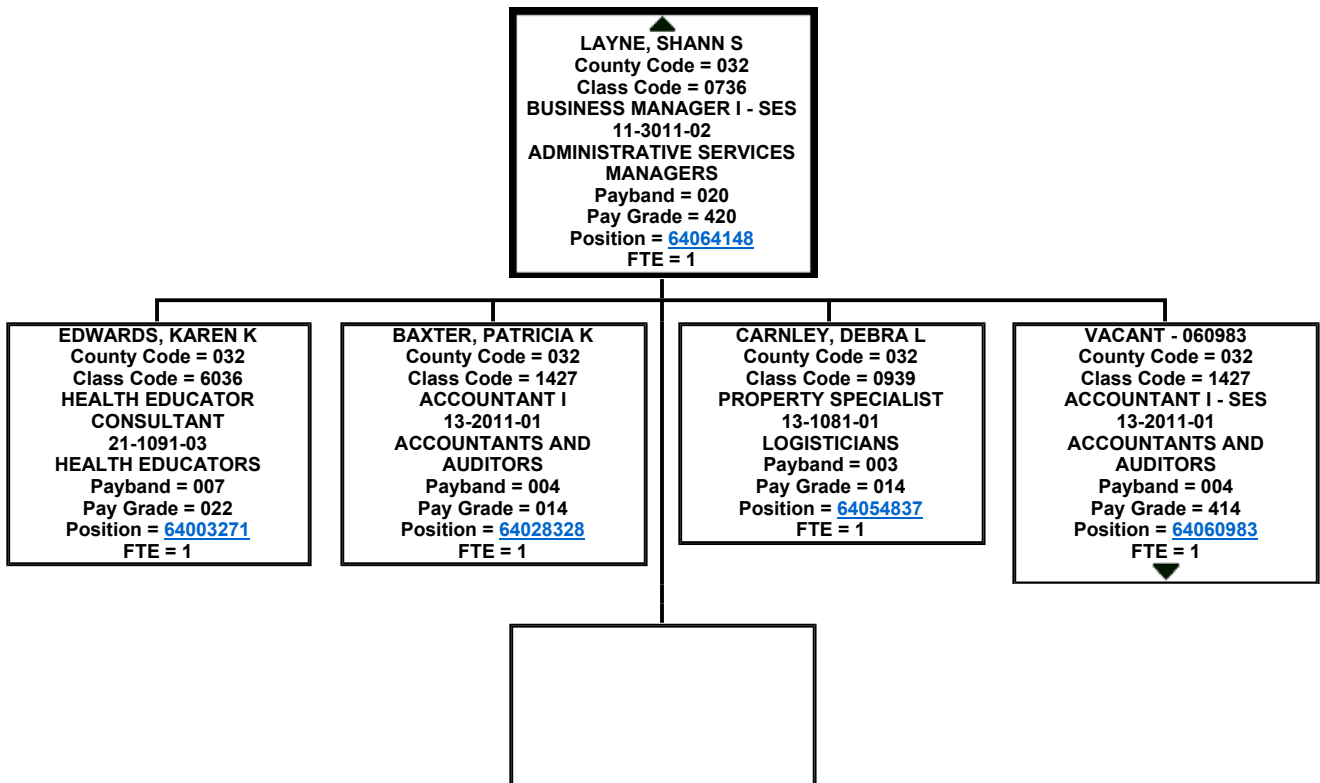 LAYNE, SHANN S
County Code = 032
Class Code = 0736
BUSINESS MANAGER I - SES
11-3011-02
ADMINISTRATIVE SERVICES
MANAGERS
Payband = 020
Pay Grade = 420
Position = 64064148
FTE = 1
EDWARDS, KAREN K
County Code = 032
Class Code = 6036
HEALTH EDUCATOR
CONSULTANT
21-1091-03
HEALTH EDUCATORS
Payband = 007
Pay Grade = 022
Position = 64003271
FTE = 1
BAXTER, PATRICIA K
County Code = 032
Class Code = 1427
ACCOUNTANT I
13-2011-01
ACCOUNTANTS AND
AUDITORS
Payband = 004
Pay Grade = 014
Position = 64028328
FTE = 1
CARNLEY, DEBRA L
County Code = 032
Class Code = 0939
PROPERTY SPECIALIST
13-1081-01
LOGISTICIANS
Payband = 003
Pay Grade = 014
Position = 64054837
FTE = 1
VACANT - 060983
County Code = 032
Class Code = 1427
ACCOUNTANT I - SES
13-2011-01
ACCOUNTANTS AND
AUDITORS
Payband = 004
Pay Grade = 414
Position = 64060983
FTE = 1